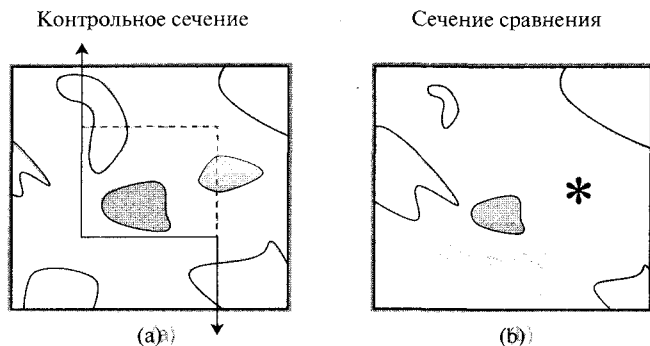 Контрольное сечение
Сечение сравнения
*
(a)
(b)